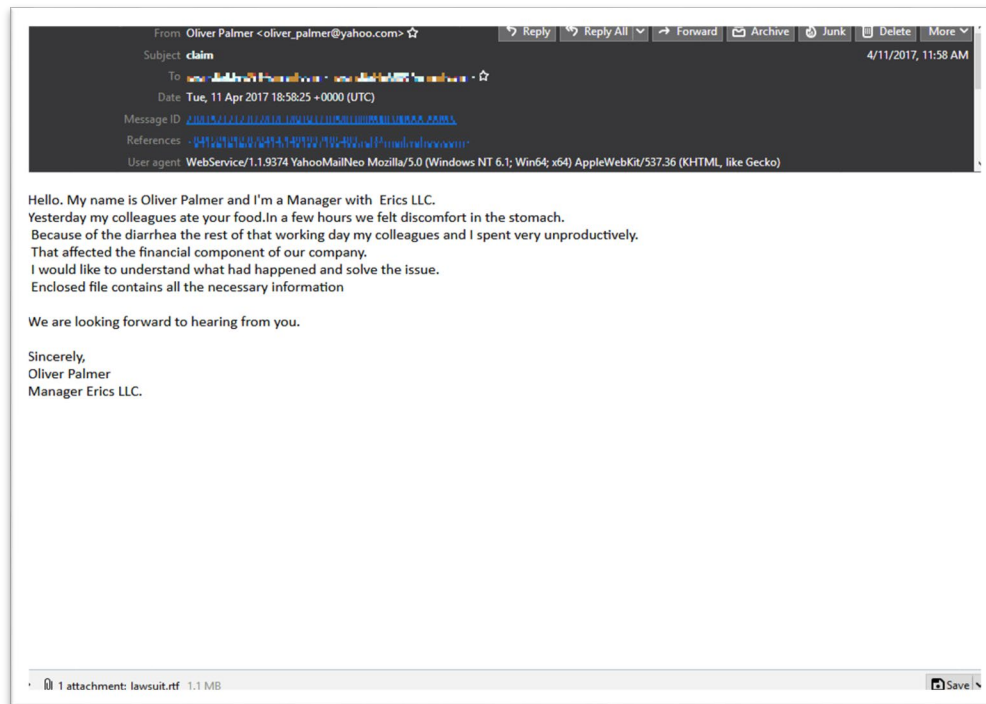 From Oliver Palmer <oliver_palmer@yahoo.com> Reply Reply All Forward Archive Junk Delete More
Subject claim 4/11/2017, 11:58 AM
To
Date Tue, 11 Apr 2017 18:58:25 +0000 (UTC)
Message ID
References
User agent WebService/1.1.9374 YahooMailNeo Mozilla/5.0 (Windows NT 6.1; Win64; x64) AppleWebKit/537.36 (KHTML, like Gecko)
Hello. My name is Oliver Palmer and I'm a Manager with  Erics LLC.
Yesterday my colleagues ate your food.In a few hours we felt discomfort in the stomach.
Because of the diarrhea the rest of that working day my colleagues and I spent very unproductively.
That affected the financial component of our company.
I would like to understand what had happened and solve the issue.
Enclosed file contains all the necessary information
We are looking forward to hearing from you.
Sincerely,
Oliver Palmer
Manager Erics LLC.
1 attachment: lawsuit.rtf 1.1 MB Save